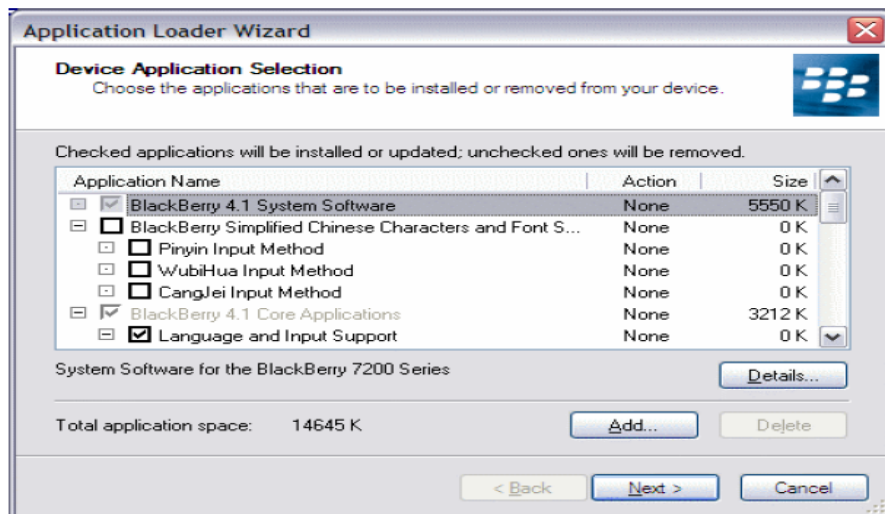 Application Loader Wizard
Device Application Selection
Choose the applications that are to be installed or removed from your device.
Checked applications will be installed or updated; unchecked ones will be removed.
Application Name Action Size
BlackBerry 4.1 System Software None 5550 K
BlackBerry Simplified Chinese Characters and Font S... None 0 K
Pinyin Input Method None 0 K
WubiHua Input Method None 0 K
CangJei Input Method None 0 K
BlackBerry 4.1 Core Applications None 3212 K
Language and Input Support None 0 K
System Software for the BlackBerry 7200 Series
Details...
Total application space: 14645 K Add... Delete
< Back Next > Cancel